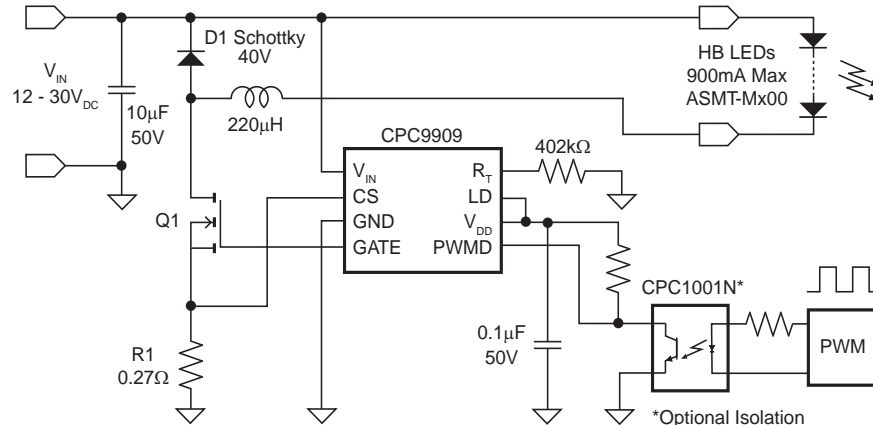 D1 Schottky
40V
V_IN
12 - 30V_DC
10μF
50V
220μH
HB LEDs
900mA Max
ASMT-Mx00
CPC9909
V_IN
CS
GND
GATE
R_T
LD
V_DD
PWMD
402kΩ
Q1
R1
0.27Ω
0.1μF
50V
CPC1001N*
PWM
*Optional Isolation